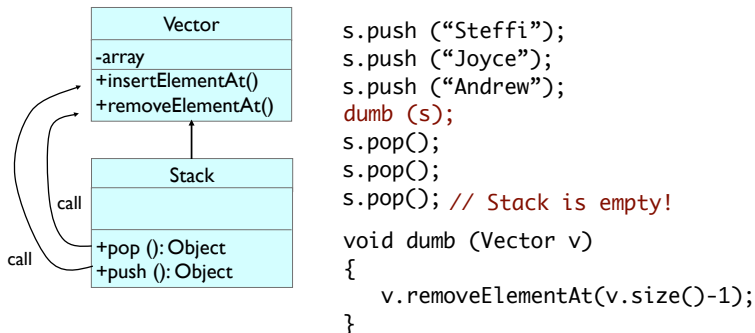 Vector
-array
+insertElementAt()
+removeElementAt()
Stack
+pop (): Object
+push (): Object
call
call
s.push (“Steffi”);
s.push (“Joyce”);
s.push (“Andrew”);
dumb (s);
s.pop();
s.pop();
s.pop(); // Stack is empty!
void dumb (Vector v)
{
v.removeElementAt(v.size()-1);
}